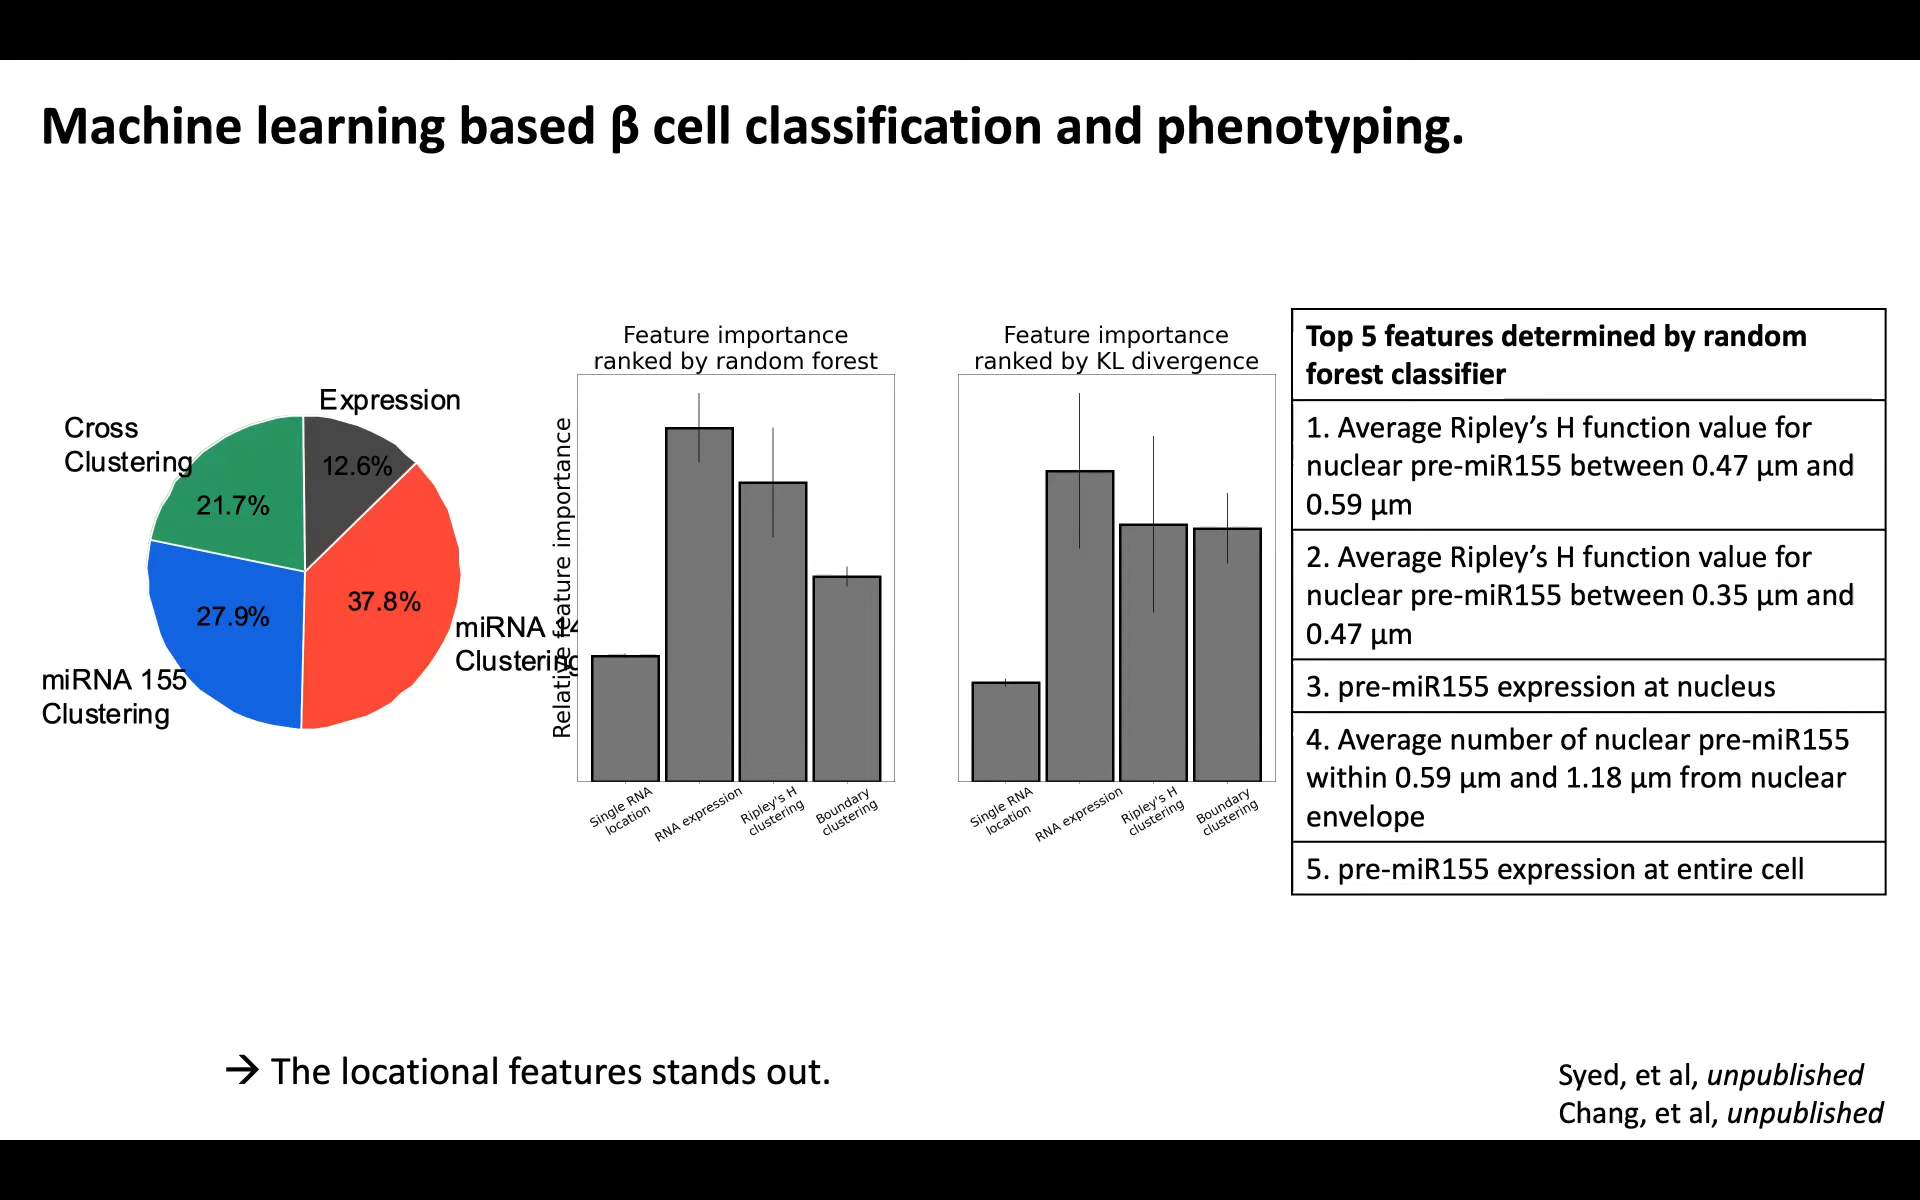 Machine learning based β cell classification and phenotyping.
Expression
Cross
Clustering
12.6%
21.7%
37.8%
27.9%
miRNA 155
Clustering
miRNA
Clustering
Feature importance
ranked by random forest
Relative feature importance
Single RNA
location
RNA expression
Ripley's H
clustering
Boundary
clustering
Feature importance
ranked by KL divergence
Single RNA
location
RNA expression
Ripley's H
clustering
Boundary
clustering
Top 5 features determined by random
forest classifier
1. Average Ripley’s H function value for
nuclear pre-miR155 between 0.47 µm and
0.59 µm
2. Average Ripley’s H function value for
nuclear pre-miR155 between 0.35 µm and
0.47 µm
3. pre-miR155 expression at nucleus
4. Average number of nuclear pre-miR155
within 0.59 µm and 1.18 µm from nuclear
envelope
5. pre-miR155 expression at entire cell
→ The locational features stands out.
Syed, et al, unpublished
Chang, et al, unpublished